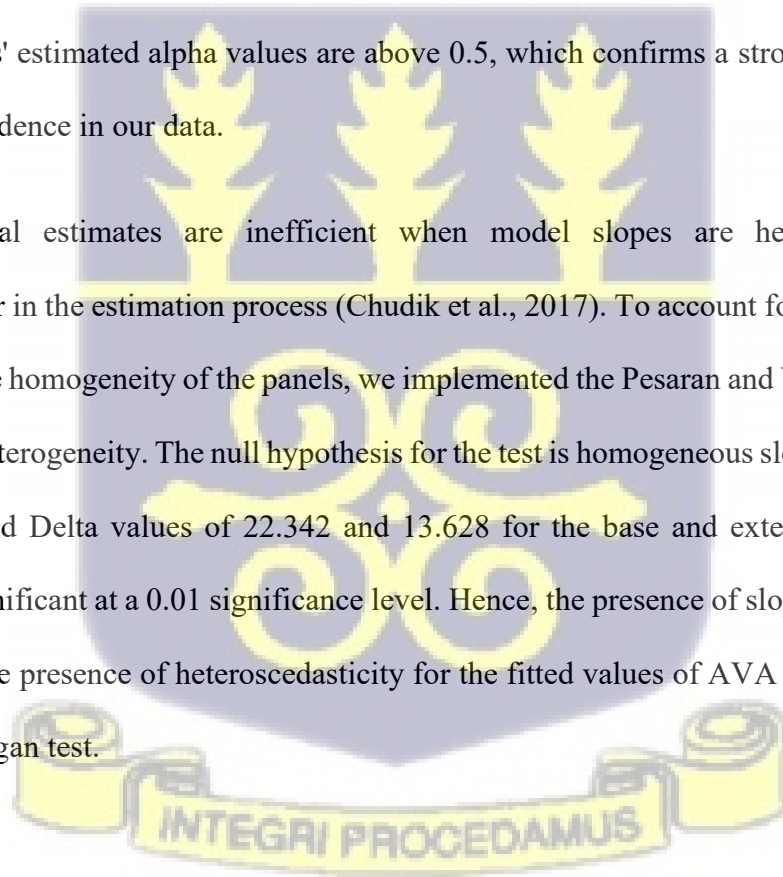 ' estimated alpha values are above 0.5, which confirms a stro
dence in our data.
al estimates are inefficient when model slopes are he
r in the estimation process (Chudik et al., 2017). To account fo
e homogeneity of the panels, we implemented the Pesaran and
terogeneity. The null hypothesis for the test is homogeneous slo
d Delta values of 22.342 and 13.628 for the base and exte
nificant at a 0.01 significance level. Hence, the presence of slo
e presence of heteroscedasticity for the fitted values of AVA
gan test.
INTEGRI PROCEDAMUS